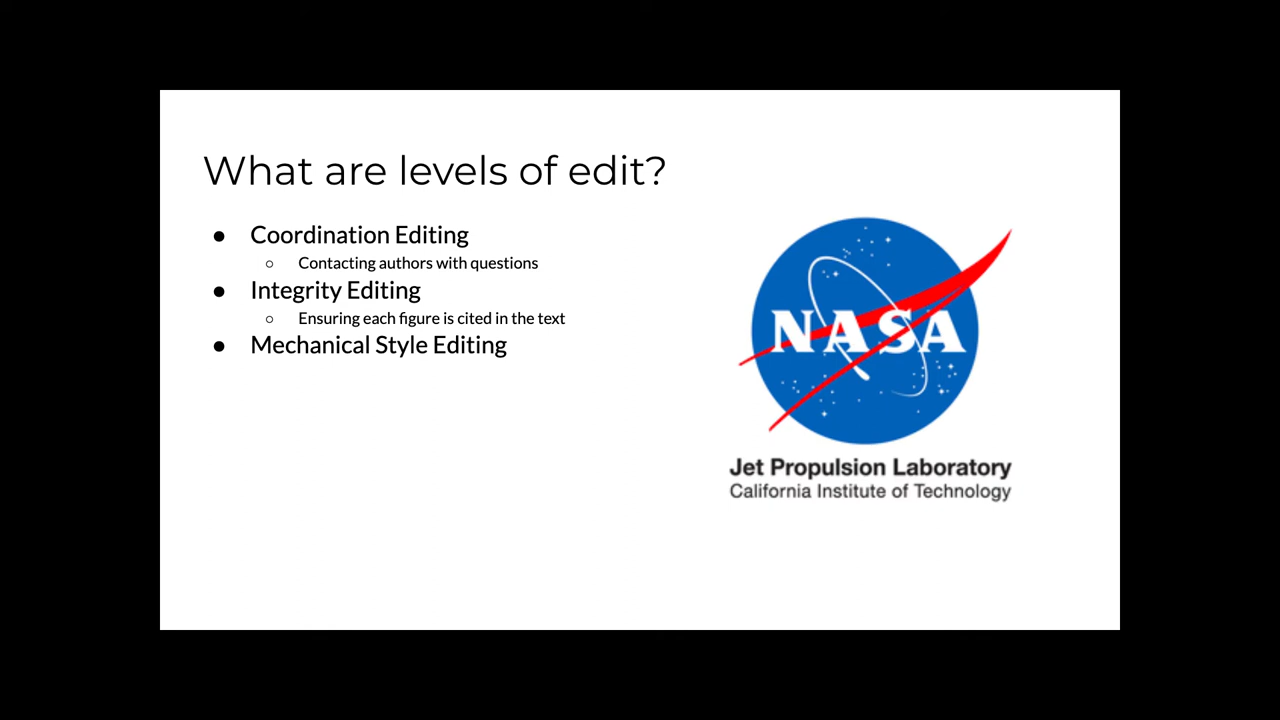 What are levels of edit?
● Coordination Editing
○ Contacting authors with questions
● Integrity Editing
○ Ensuring each figure is cited in the text
● Mechanical Style Editing
NASA
Jet Propulsion Laboratory
California Institute of Technology